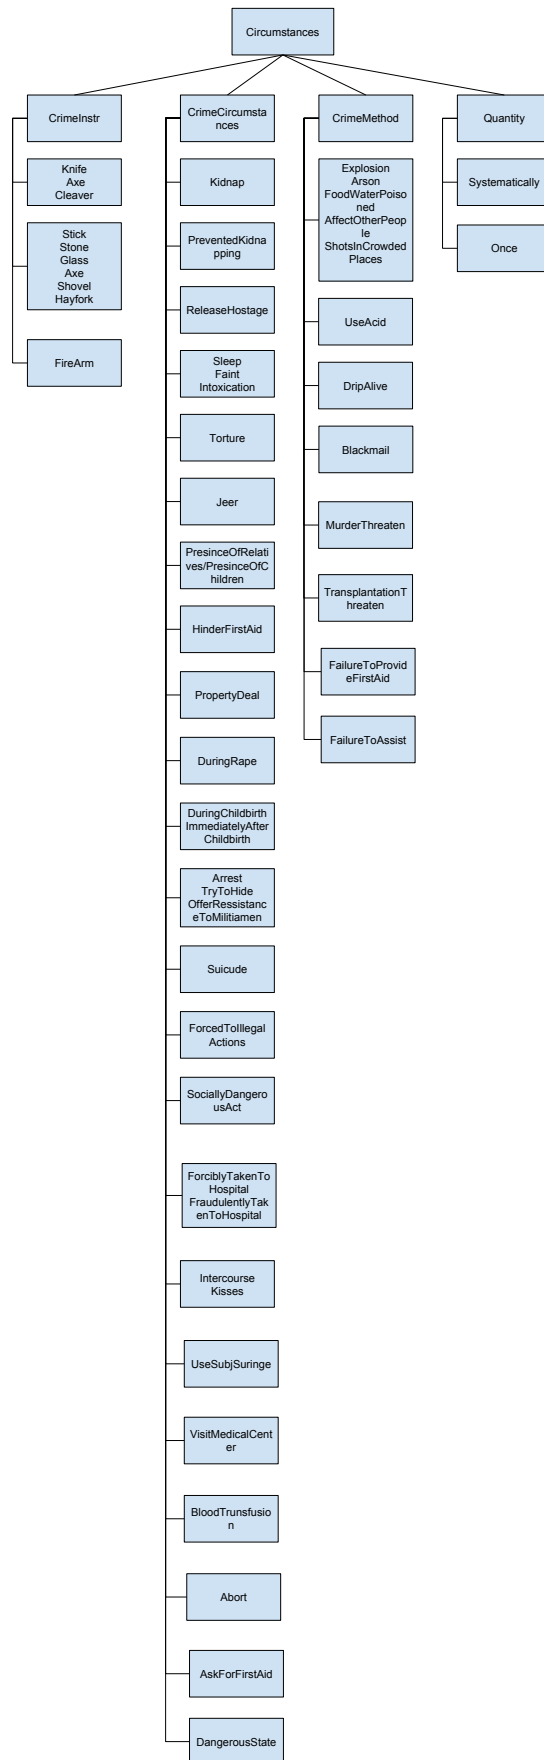 Circumstances
CrimeInstr
Knife
Axe
Cleaver
Stick
Stone
Glass
Axe
Shovel
Hayfork
FireArm
CrimeCircumsta
nces
Kidnap
PreventedKidna
pping
ReleaseHostage
Sleep
Faint
Intoxication
Torture
Jeer
PresinceOfRelati
ves/PresinceOfC
hildren
HinderFirstAid
PropertyDeal
DuringRape
DuringChildbirth
ImmediatelyAfter
Childbirth
Arrest
TryToHide
OfferRessistanc
eToMilitiamen
Suicude
ForcedToIllegal
Actions
SociallyDangero
usAct
ForciblyTakenTo
Hospital
FraudulentlyTak
enToHospital
Intercourse
Kisses
UseSubjSuringe
VisitMedicalCent
er
BloodTrunsfusio
n
Abort
AskForFirstAid
DangerousState
CrimeMethod
Explosion
Arson
FoodWaterPoiso
ned
AffectOtherPeop
le
ShotsInCrowded
Places
UseAcid
DripAlive
Blackmail
MurderThreaten
TransplantationT
hreaten
FailureToProvid
eFirstAid
FailureToAssist
Quantity
Systematically
Once